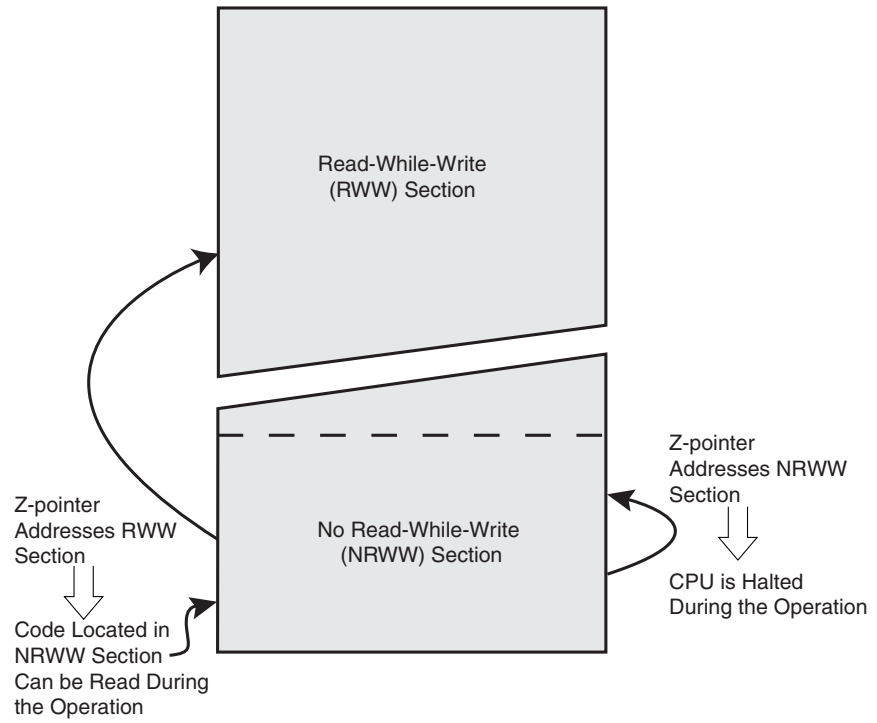 Read-While-Write
(RWW) Section
Z-pointer
Addresses NRWW
Section
Z-pointer
Addresses RWW
Section
No Read-While-Write
(NRWW) Section
CPU is Halted
During the Operation
Code Located in
NRWW Section
Can be Read During
the Operation